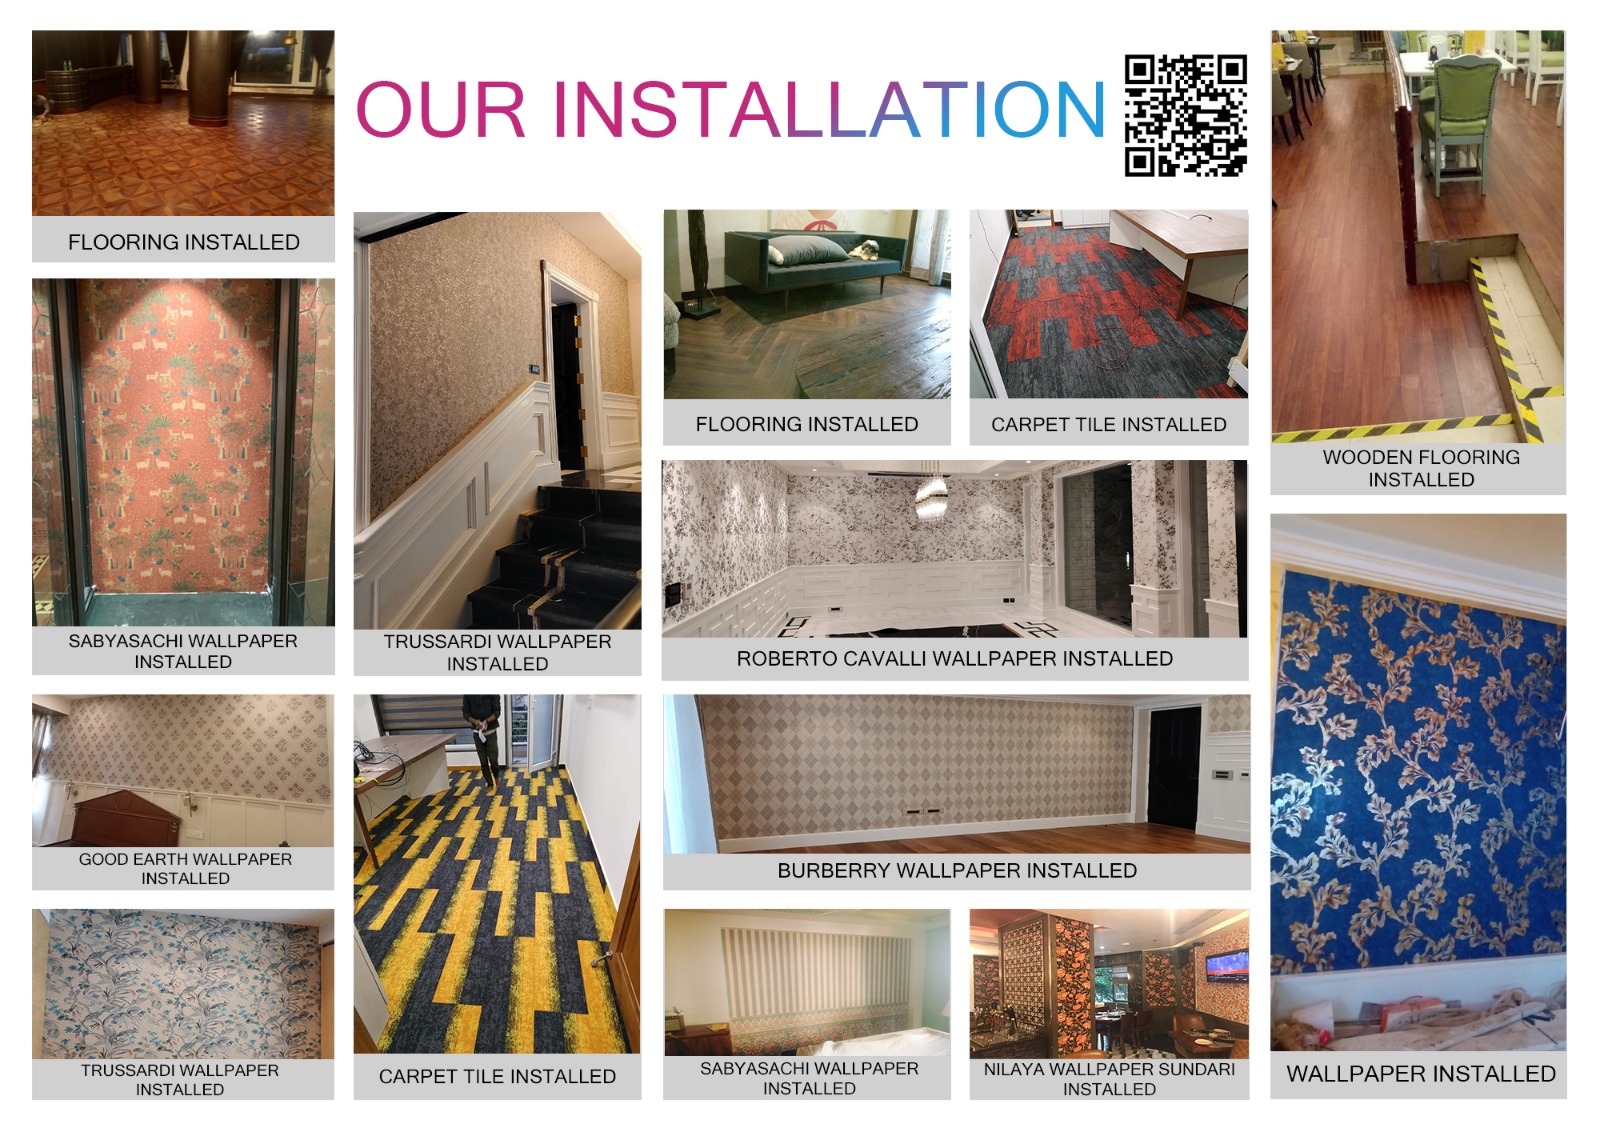 OUR INSTALLATION
FLOORING INSTALLED
SABYASACHI WALLPAPER
INSTALLED
TRUSSARDI WALLPAPER
INSTALLED
FLOORING INSTALLED
CARPET TILE INSTALLED
WOODEN FLOORING
INSTALLED
ROBERTO CAVALLI WALLPAPER INSTALLED
GOOD EARTH WALLPAPER
INSTALLED
BURBERRY WALLPAPER INSTALLED
TRUSSARDI WALLPAPER
INSTALLED
CARPET TILE INSTALLED
SABYASACHI WALLPAPER
INSTALLED
NILAYA WALLPAPER SUNDARI
INSTALLED
WALLPAPER INSTALLED